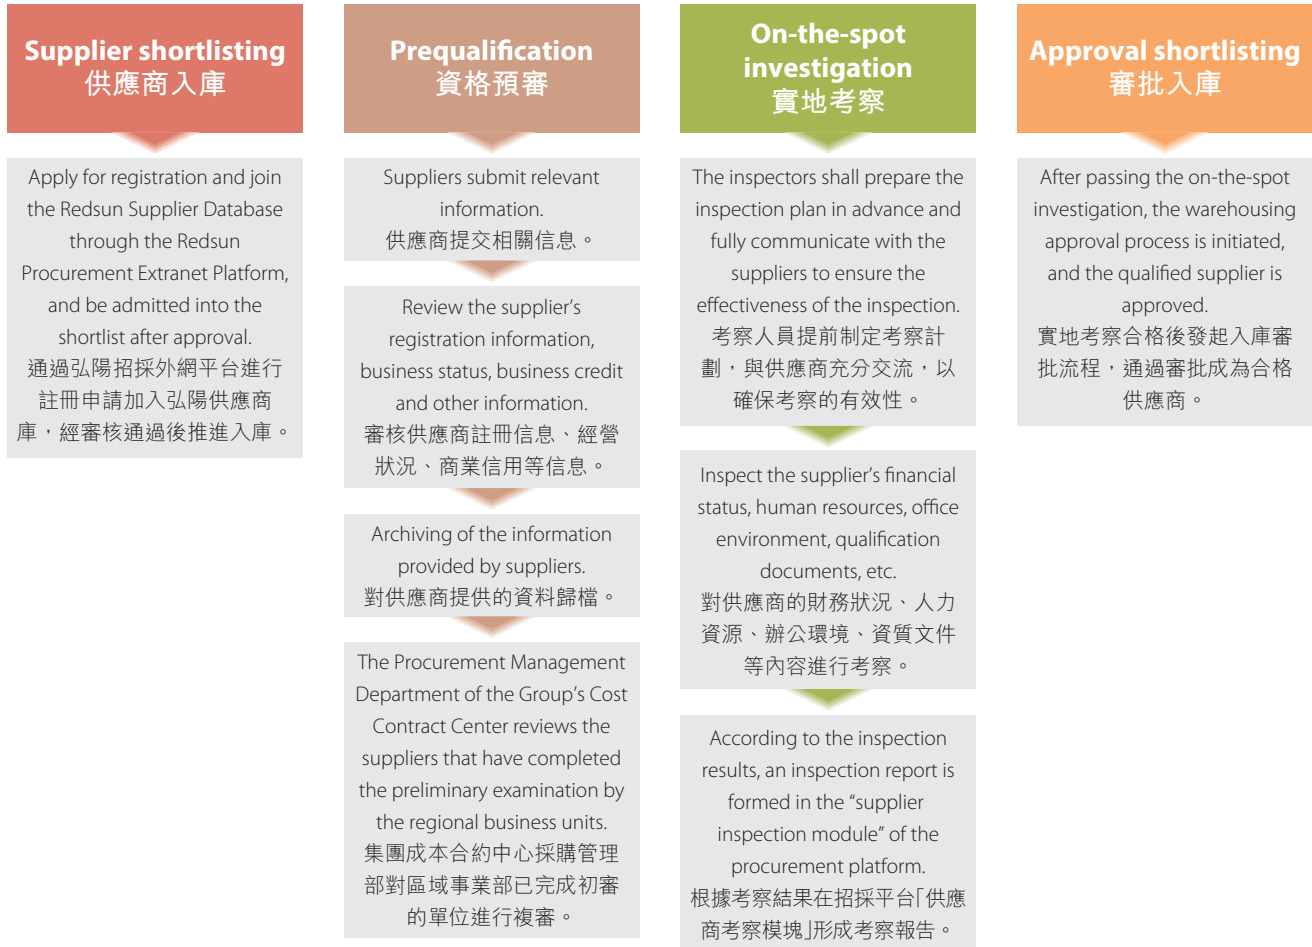 Supplier shortlisting
供應商入庫
Apply for registration and join
the Redsun Supplier Database
through the Redsun
Procurement Extranet Platform,
and be admitted into the
shortlist after approval.
通過弘陽招採外網平台進行
註冊申請加入弘陽供應商
庫，經審核通過後推進入庫。
Prequalification
資格預審
Suppliers submit relevant
information.
供應商提交相關信息。
Review the supplier’s
registration information,
business status, business credit
and other information.
審核供應商註冊信息、經營
狀況、商業信用等信息。
Archiving of the information
provided by suppliers.
對供應商提供的資料歸檔。
The Procurement Management
Department of the Group’s Cost
Contract Center reviews the
suppliers that have completed
the preliminary examination by
the regional business units.
集團成本合約中心採購管理
部對區域事業部已完成初審
的單位進行複審。
On-the-spot
investigation
實地考察
The inspectors shall prepare the
inspection plan in advance and
fully communicate with the
suppliers to ensure the
effectiveness of the inspection.
考察人員提前制定考察計
劃，與供應商充分交流，以
確保考察的有效性。
Inspect the supplier’s financial
status, human resources, office
environment, qualification
documents, etc.
對供應商的財務狀況、人力
資源、辦公環境、資質文件
等內容進行考察。
According to the inspection
results, an inspection report is
formed in the “supplier
inspection module” of the
procurement platform.
根據考察結果在招採平台「供應
商考察模塊」形成考察報告。
Approval shortlisting
審批入庫
After passing the on-the-spot
investigation, the warehousing
approval process is initiated,
and the qualified supplier is
approved.
實地考察合格後發起入庫審
批流程，通過審批成為合格
供應商。